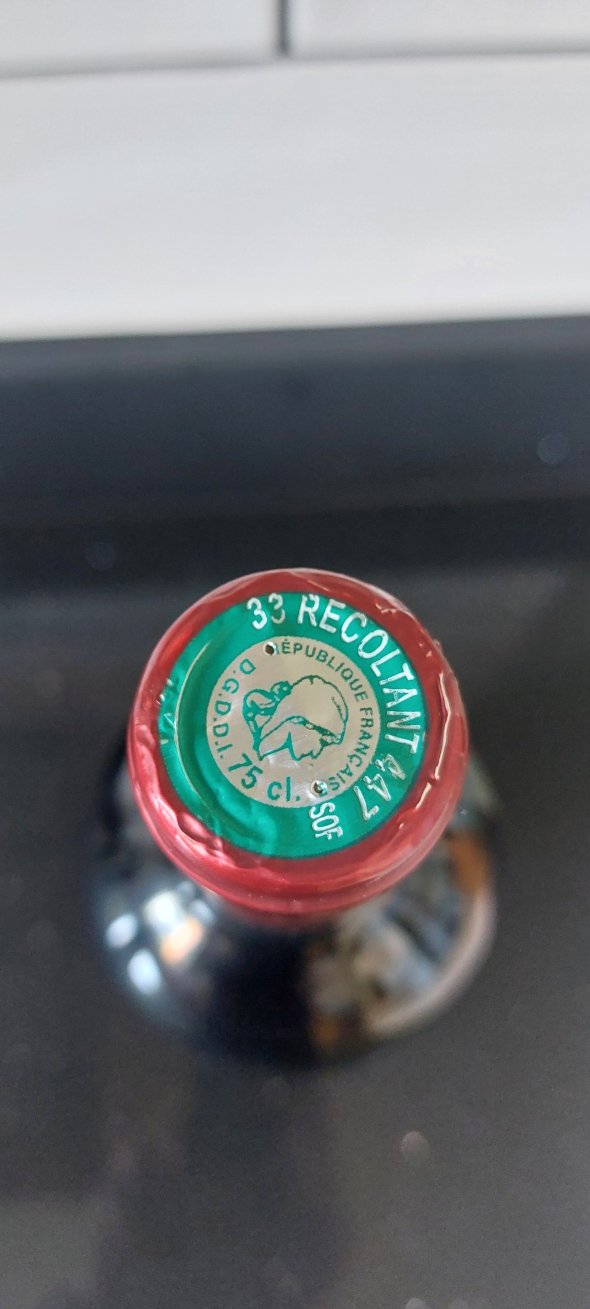 33 RECOLTANT 447
RÉPUBLIQUE FRANÇAISE
D.G.D.D.I
75 cl.
SOF